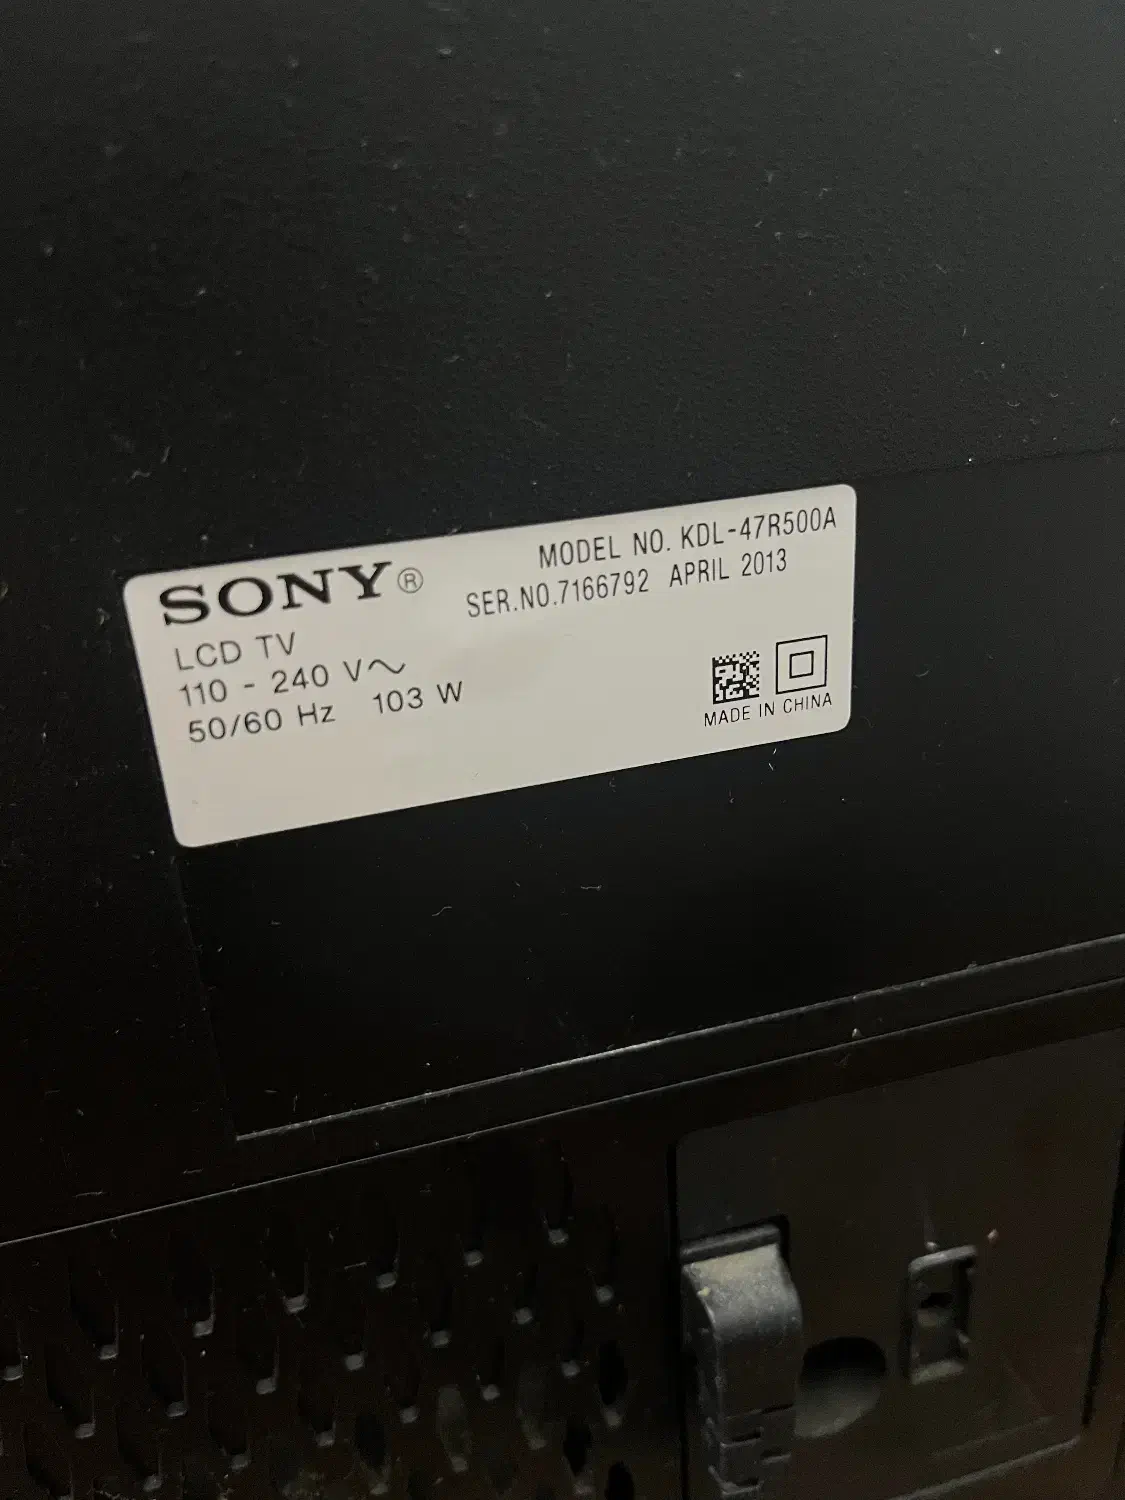 SONY®
MODEL NO. KDL-47R500A
SER.NO.7166792 APRIL 2013
LCD TV
110 - 240 V~
50/60 Hz 103 W
MADE IN CHINA